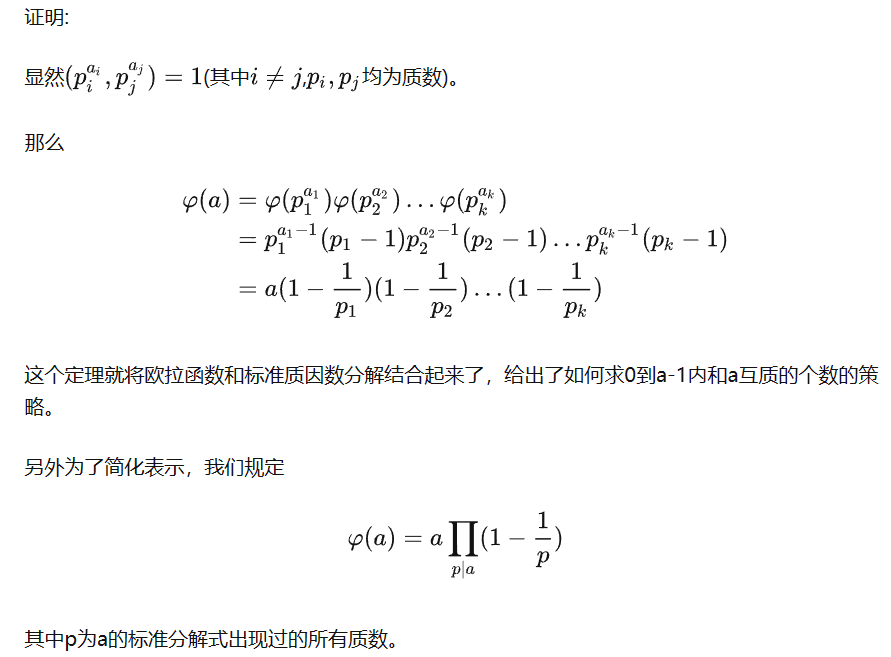 证明:
显然$(p_i^{a_i}, p_j^{a_j}) = 1$(其中$i \neq j$,$p_i, p_j$均为质数)。
那么
$\varphi(a) = \varphi(p_1^{a_1})\varphi(p_2^{a_2})\ldots\varphi(p_k^{a_k})$
$= p_1^{a_1-1}(p_1-1)p_2^{a_2-1}(p_2-1)\ldots p_k^{a_k-1}(p_k-1)$
$= a(1-\frac{1}{p_1})(1-\frac{1}{p_2})\ldots(1-\frac{1}{p_k})$
这个定理就将欧拉函数和标准质因数分解结合起来了，给出了如何求0到a-1内和a互质的个数的策
略。
另外为了简化表示，我们规定
$\varphi(a) = a\prod_{p|a}(1-\frac{1}{p})$
其中p为a的标准分解式出现过的所有质数。